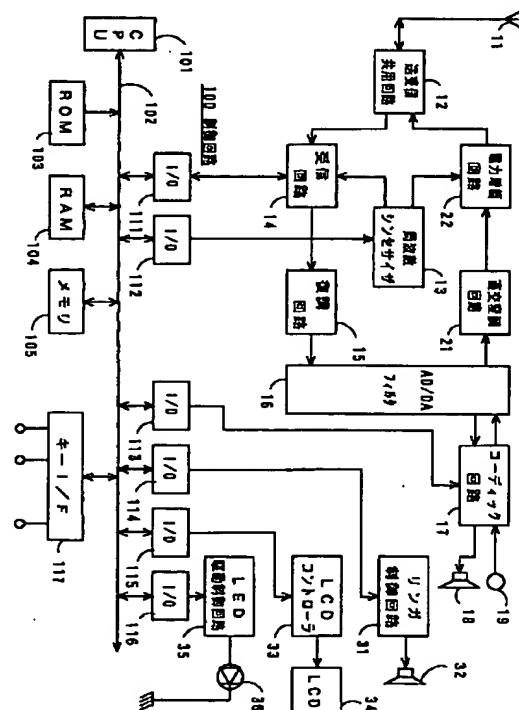 11
送受信
共用回路
12
電力増幅
回路
22
周波数
シンセサイザ
13
受信
回路
14
復調
回路
15
直交変調
回路
21
AD/DA
フィルタ
16
コーディック
回路
17
18
19
CPU
101
102
100 制御回路
ROM
103
RAM
104
メモリ
105
I/O
111
I/O
112
I/O
113
I/O
114
I/O
115
I/O
116
キーI/F
117
リンガ
制御回路
31
32
LCD
コントローラ
33
LCD
34
LED
駆動制御回路
35
36